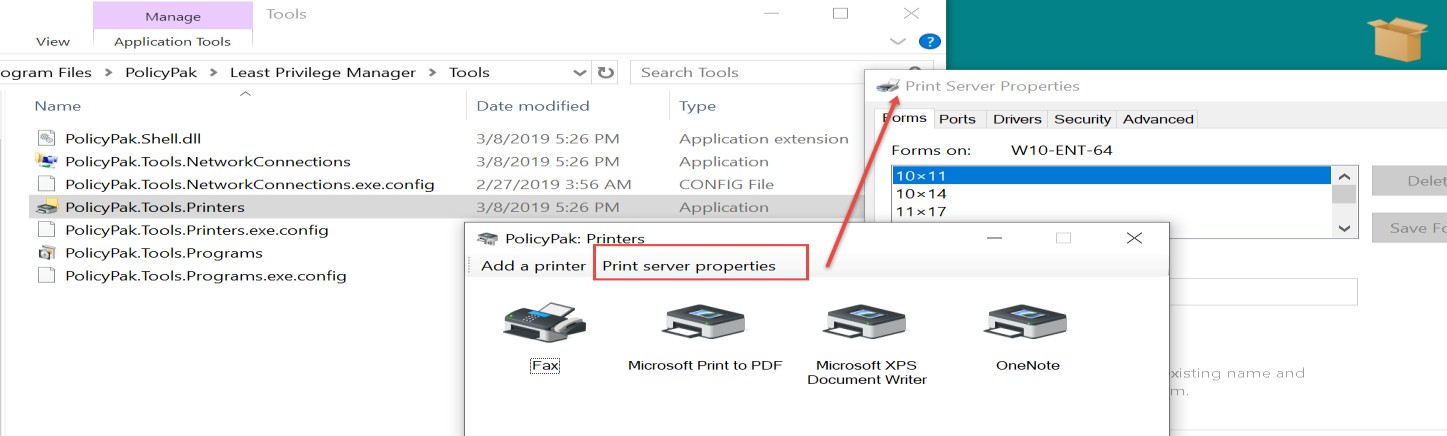 Manage
Tools
View
Application Tools
ogram Files > PolicyPak > Least Privilege Manager > Tools
Search Tools
Name
Date modified
Type
PolicyPak.Shell.dll
3/8/2019 5:26 PM
Application extension
PolicyPak.Tools.NetworkConnections
3/8/2019 5:26 PM
Application
PolicyPak.Tools.NetworkConnections.exe.config
2/27/2019 3:56 AM
CONFIG File
PolicyPak.Tools.Printers
3/8/2019 5:26 PM
Application
PolicyPak.Tools.Printers.exe.config
PolicyPak.Tools.Programs
PolicyPak.Tools.Programs.exe.config
Print Server Properties
Forms
Ports
Drivers
Security
Advanced
Forms on:
W10-ENT-64
10×11
10×14
11×17
Delet
Save Fo
xisting name and
m.
PolicyPak: Printers
Add a printer
Print server properties
Fax
Microsoft Print to PDF
Microsoft XPS
Document Writer
OneNote